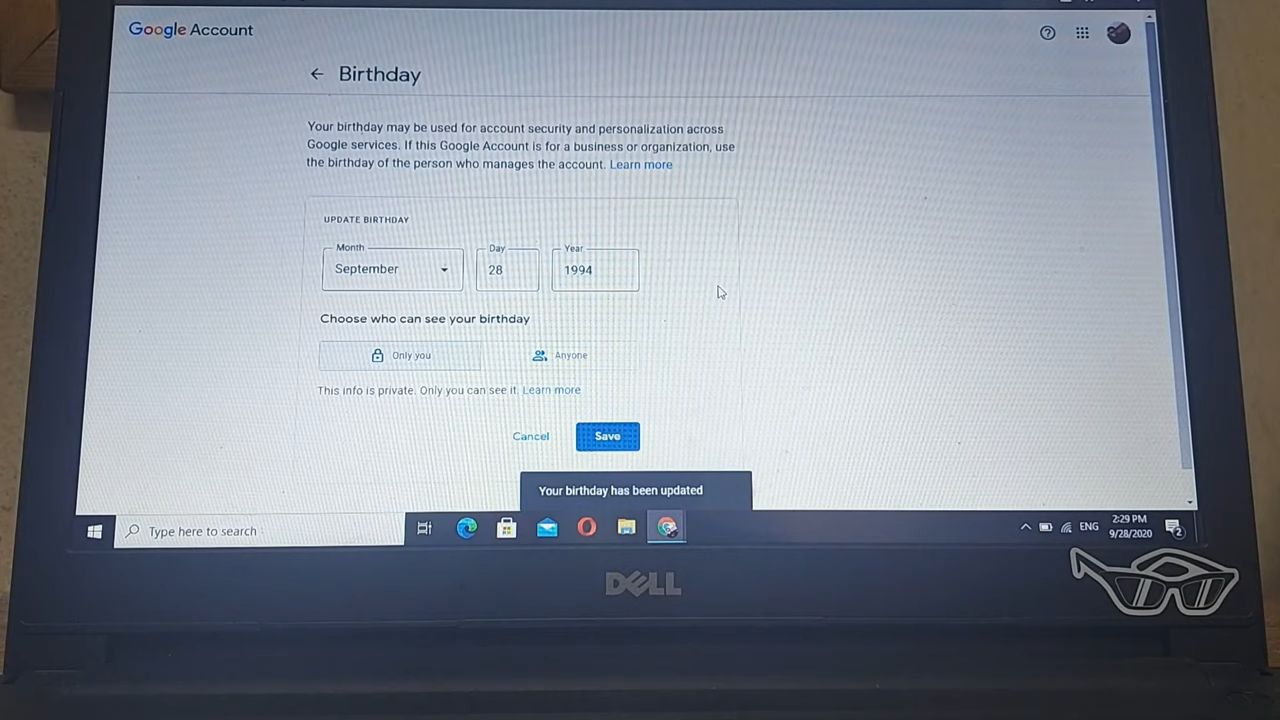 Google Account
Birthday
Your birthday may be used for account security and personalization across
Google services. If this Google Account is for a business or organization, use
the birthday of the person who manages the account. Learn more
UPDATE BIRTHDAY
Month
Day
Year
September
28
1994
Choose who can see your birthday
Only you
Anyone
This info is private. Only you can see it. Learn more
Cancel
Save
Your birthday has been updated
Type here to search
ENG
2:29 PM
9/28/2020
2
DELL